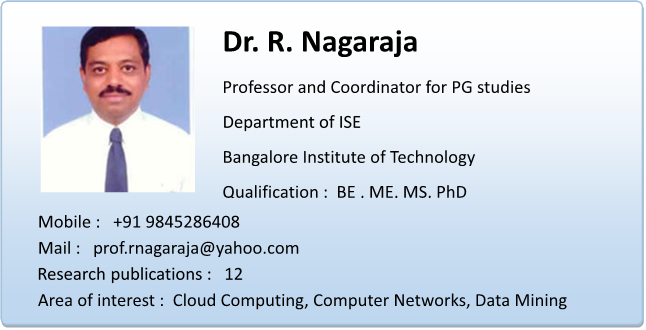 Dr. R. Nagaraja
Professor and Coordinator for PG studies
Department of ISE
Bangalore Institute of Technology
Qualification : BE . ME. MS. PhD
Mobile : +91 9845286408
Mail : prof.rnagaraja@yahoo.com
Research publications : 12
Area of interest : Cloud Computing, Computer Networks, Data Mining